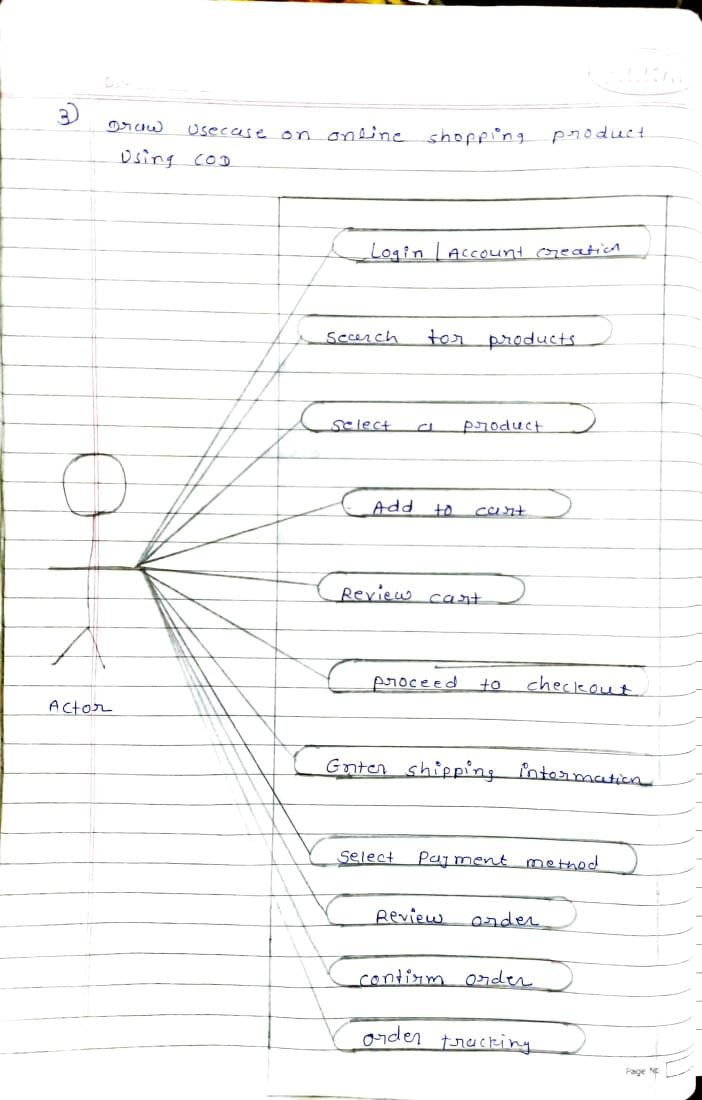 3)
Draw usecase on online shopping product
Using COD
Login / Account creation
Search for products
Select a product
Add to cart
Review cart
Proceed to checkout
Actor
Enter shipping information
Select Payment method
Review order
Confirm order
Order tracking
Page No